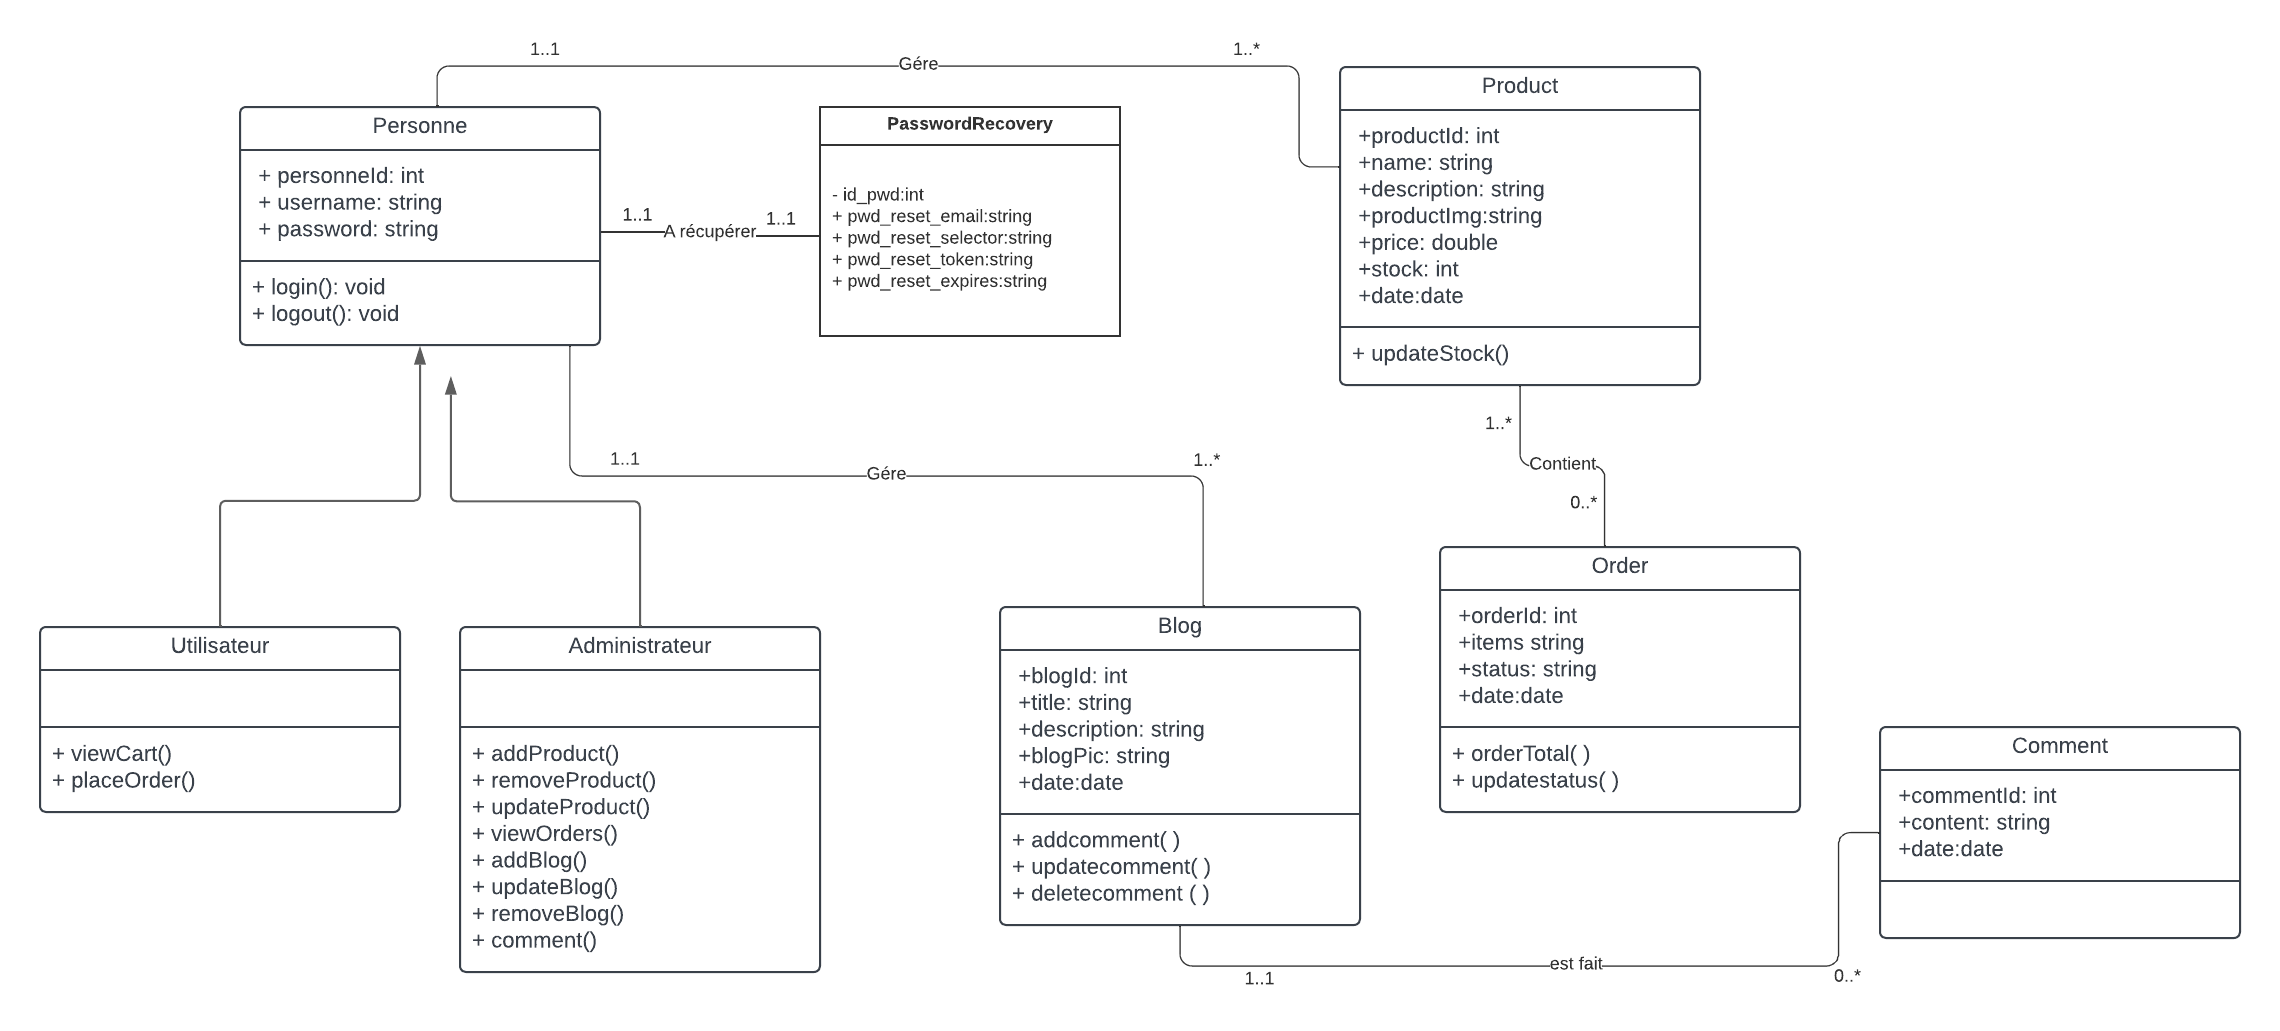 1..1
Gére
1..*
Personne
+ personneId: int
+ username: string
+ password: string
+ login(): void
+ logout(): void
1..1
A récupérer
1..1
PasswordRecovery
- id_pwd:int
+ pwd_reset_email:string
+ pwd_reset_selector:string
+ pwd_reset_token:string
+ pwd_reset_expires:string
Product
+productId: int
+name: string
+description: string
+productImg:string
+price: double
+stock: int
+date:date
+ updateStock()
1..*
Contient
0..*
1..1
Gére
1..*
Utilisateur
+ viewCart()
+ placeOrder()
Administrateur
+ addProduct()
+ removeProduct()
+ updateProduct()
+ viewOrders()
+ addBlog()
+ updateBlog()
+ removeBlog()
+ comment()
Blog
+blogId: int
+title: string
+description: string
+blogPic: string
+date:date
+ addcomment( )
+ updatecomment( )
+ deletecomment ( )
Order
+orderId: int
+items string
+status: string
+date:date
+ orderTotal( )
+ updatestatus( )
Comment
+commentId: int
+content: string
+date:date
1..1
est fait
0..*